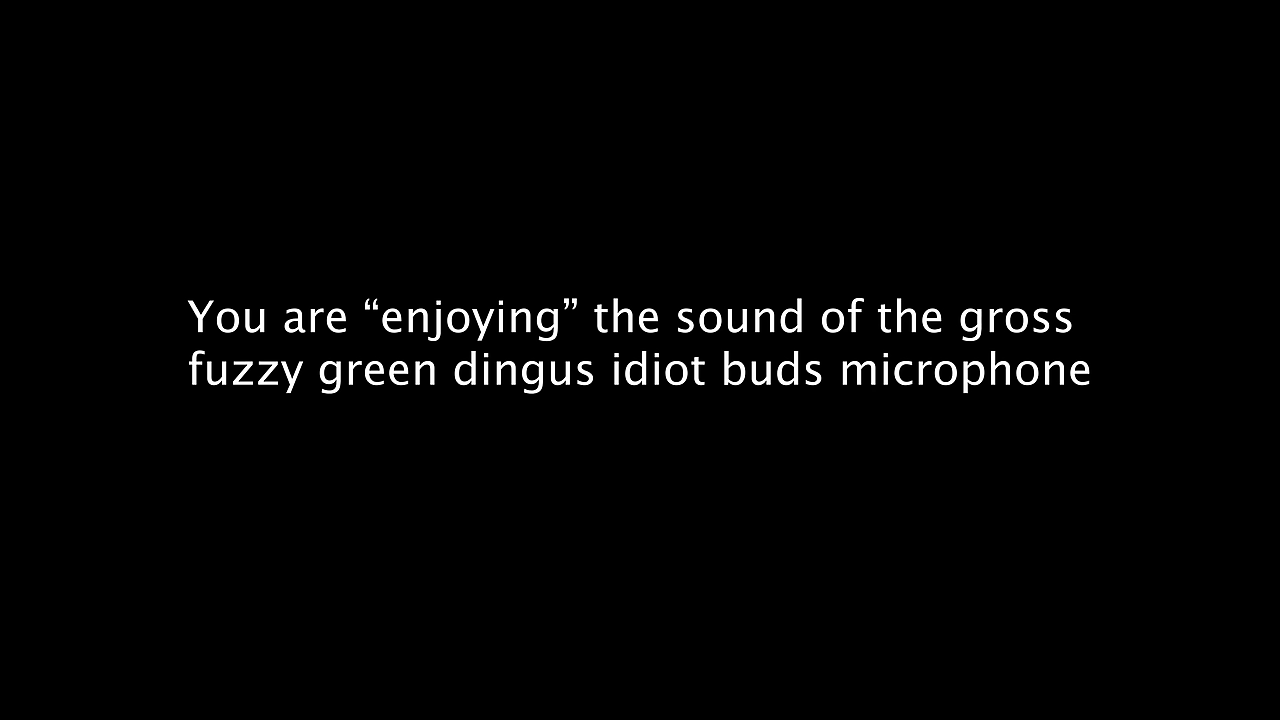 You are “enjoying” the sound of the gross
fuzzy green dingus idiot buds microphone